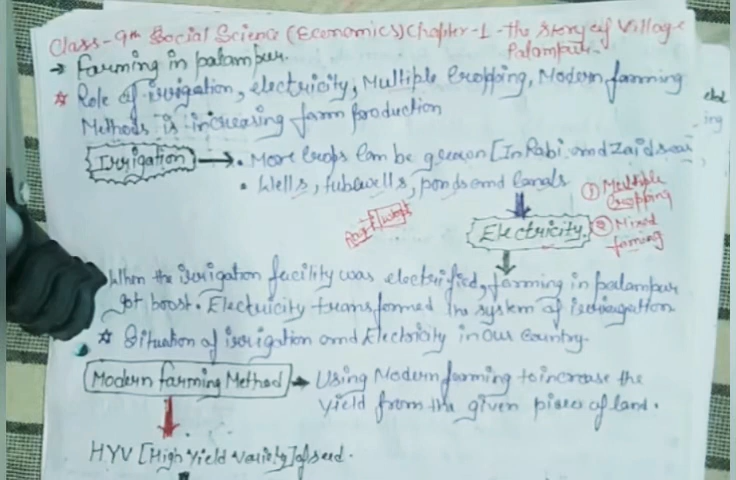 Class-9th Social Science (Economics) Chapter-1-the Story of Village
Palampur.
→ Farming in palampur.
☆ Role of irrigation, electricity, Multiple Cropping, Modern farming
Methods is increasing farm production
Irrigation → • More Crops Can be grown [In Rabi and Zaid
• Wells, tubewells, ponds and Canals
① Multiple
Cropping
② Mixed
farming
Electricity
When the irrigation facility was electrified, farming in palampur
got boost. Electricity transformed the system of irrigation
☆ Situation of irrigation and Electricity in our Country.
Modern farming Method → Using Modern farming to increase the
yield from the given pieces of land.
HYV [High Yield Variety] of seed.